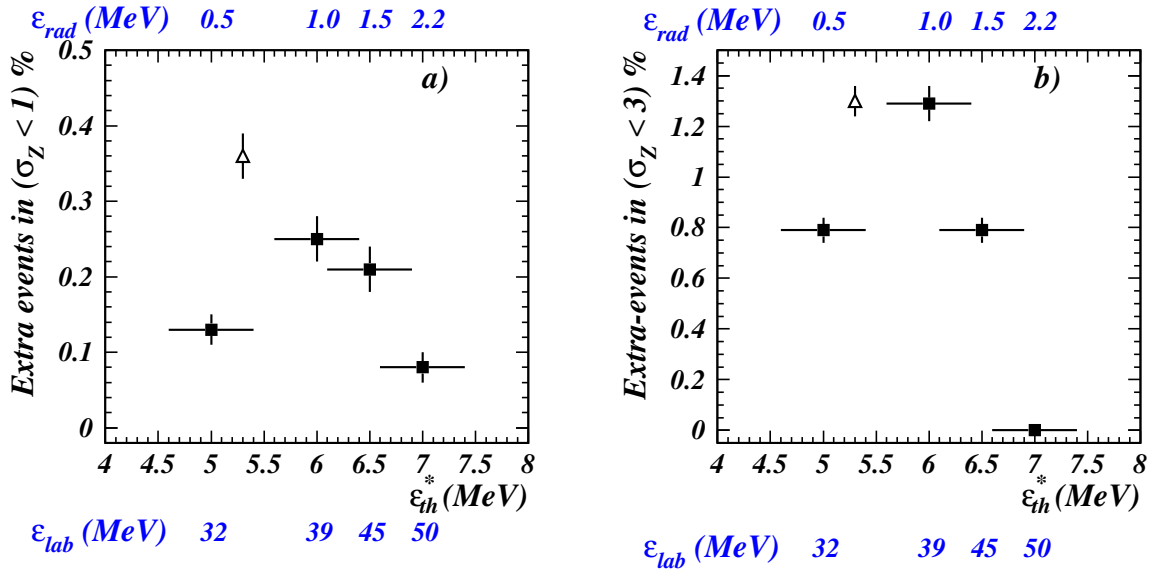 ε_rad (MeV) 0.5 1.0 1.5 2.2
a)
Extra events in (σ_Z < 1) %
0.5
0.4
0.3
0.2
0.1
0
4 4.5 5 5.5 6 6.5 7 7.5 8
ε*_th (MeV)
ε_lab (MeV) 32 39 45 50
ε_rad (MeV) 0.5 1.0 1.5 2.2
b)
Extra-events in (σ_Z < 3) %
1.4
1.2
1
0.8
0.6
0.4
0.2
0
4 4.5 5 5.5 6 6.5 7 7.5 8
ε*_th (MeV)
ε_lab (MeV) 32 39 45 50